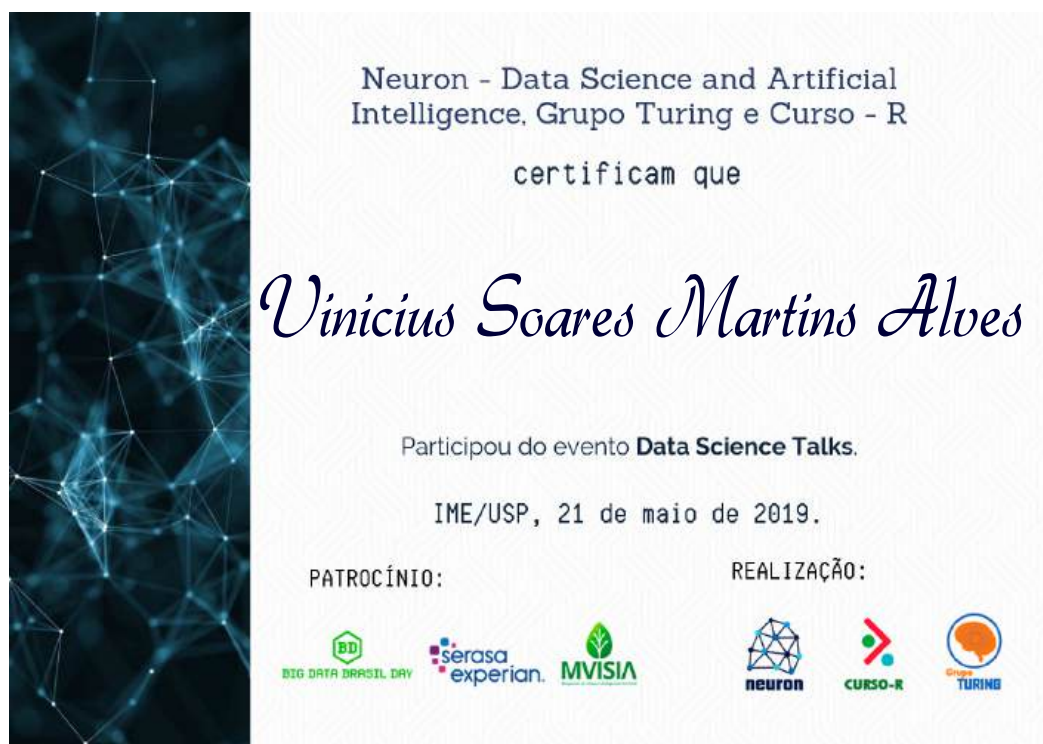 Neuron - Data Science and Artificial
Intelligence, Grupo Turing e Curso - R
certificam que
Vinicius Soares Martins Alves
Participou do evento Data Science Talks.
IME/USP, 21 de maio de 2019.
PATROCÍNIO:
BD
BIG DATA BRASIL DAY
serasa
experian.
MVISIA
REALIZAÇÃO:
neuron
CURSO-R
Grupo
TURING